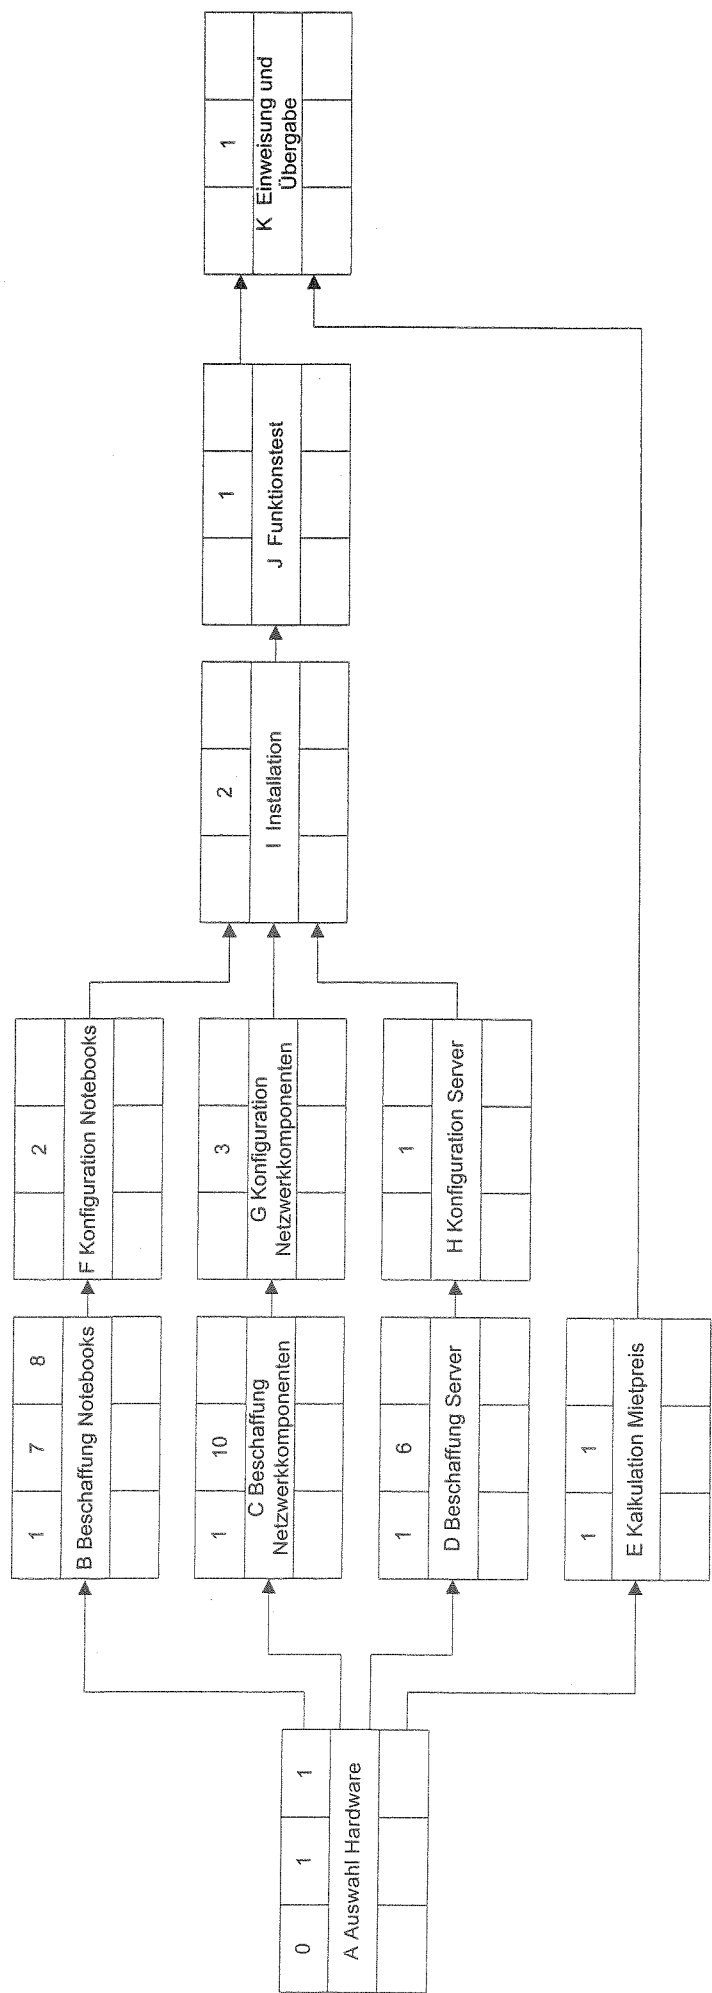 0 1 1
A Auswahl Hardware
1 7 8
B Beschaffung Notebooks
1 10
C Beschaffung
Netzwerkkomponenten
1 6
D Beschaffung Server
1 1
E Kalkulation Mietpreis
2
F Konfiguration Notebooks
3
G Konfiguration
Netzwerkkomponenten
1
H Konfiguration Server
2
I Installation
1
J Funktionstest
1
K Einweisung und
Übergabe